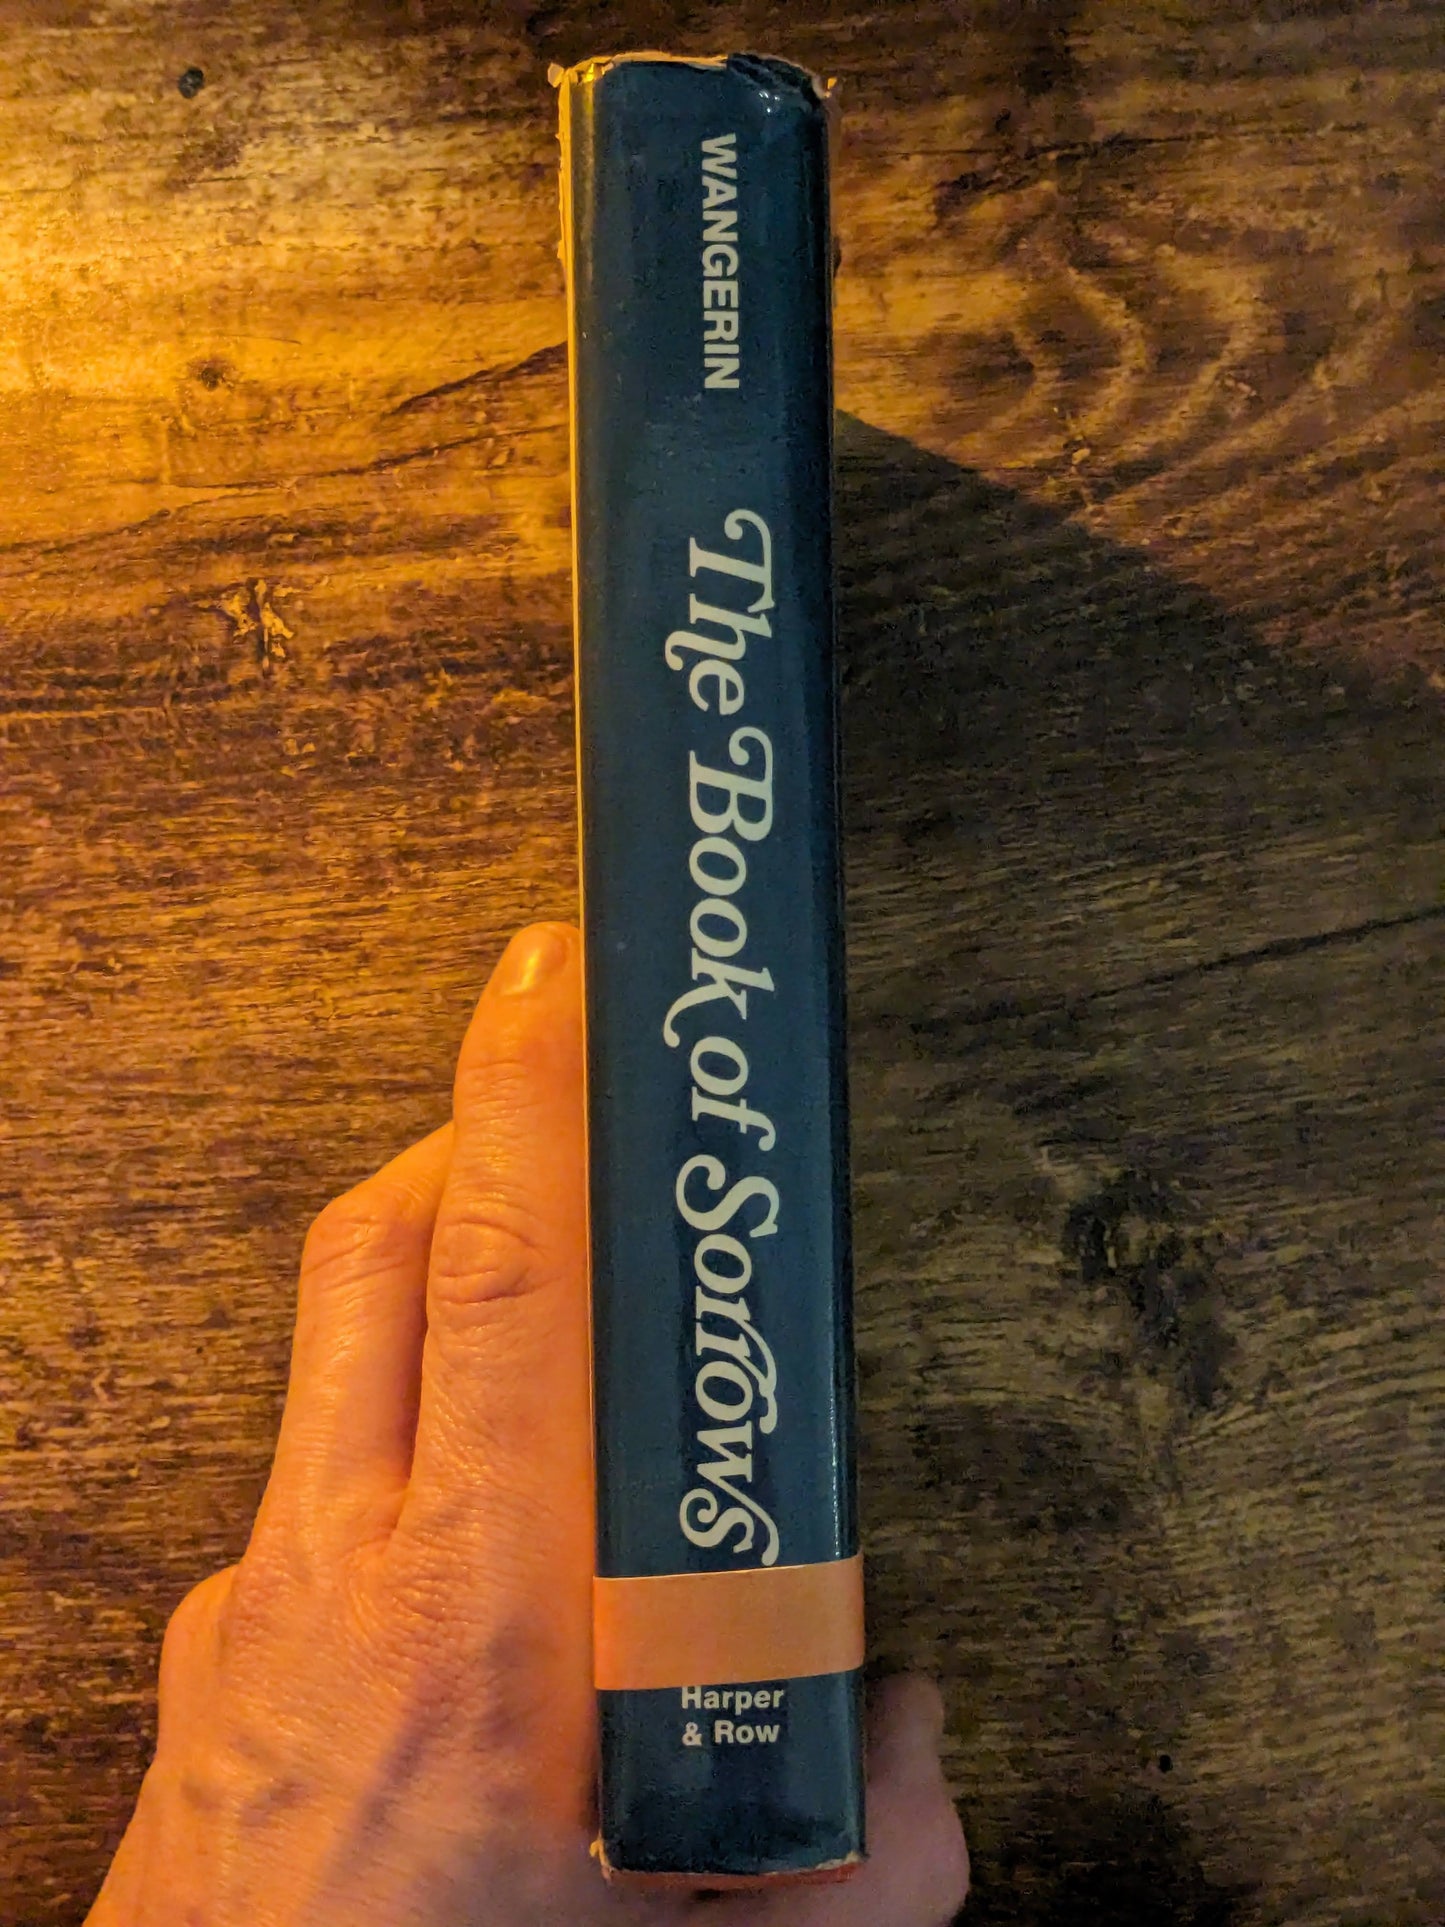 WANGERIN
The Book of Sorrows
Harper
& Row